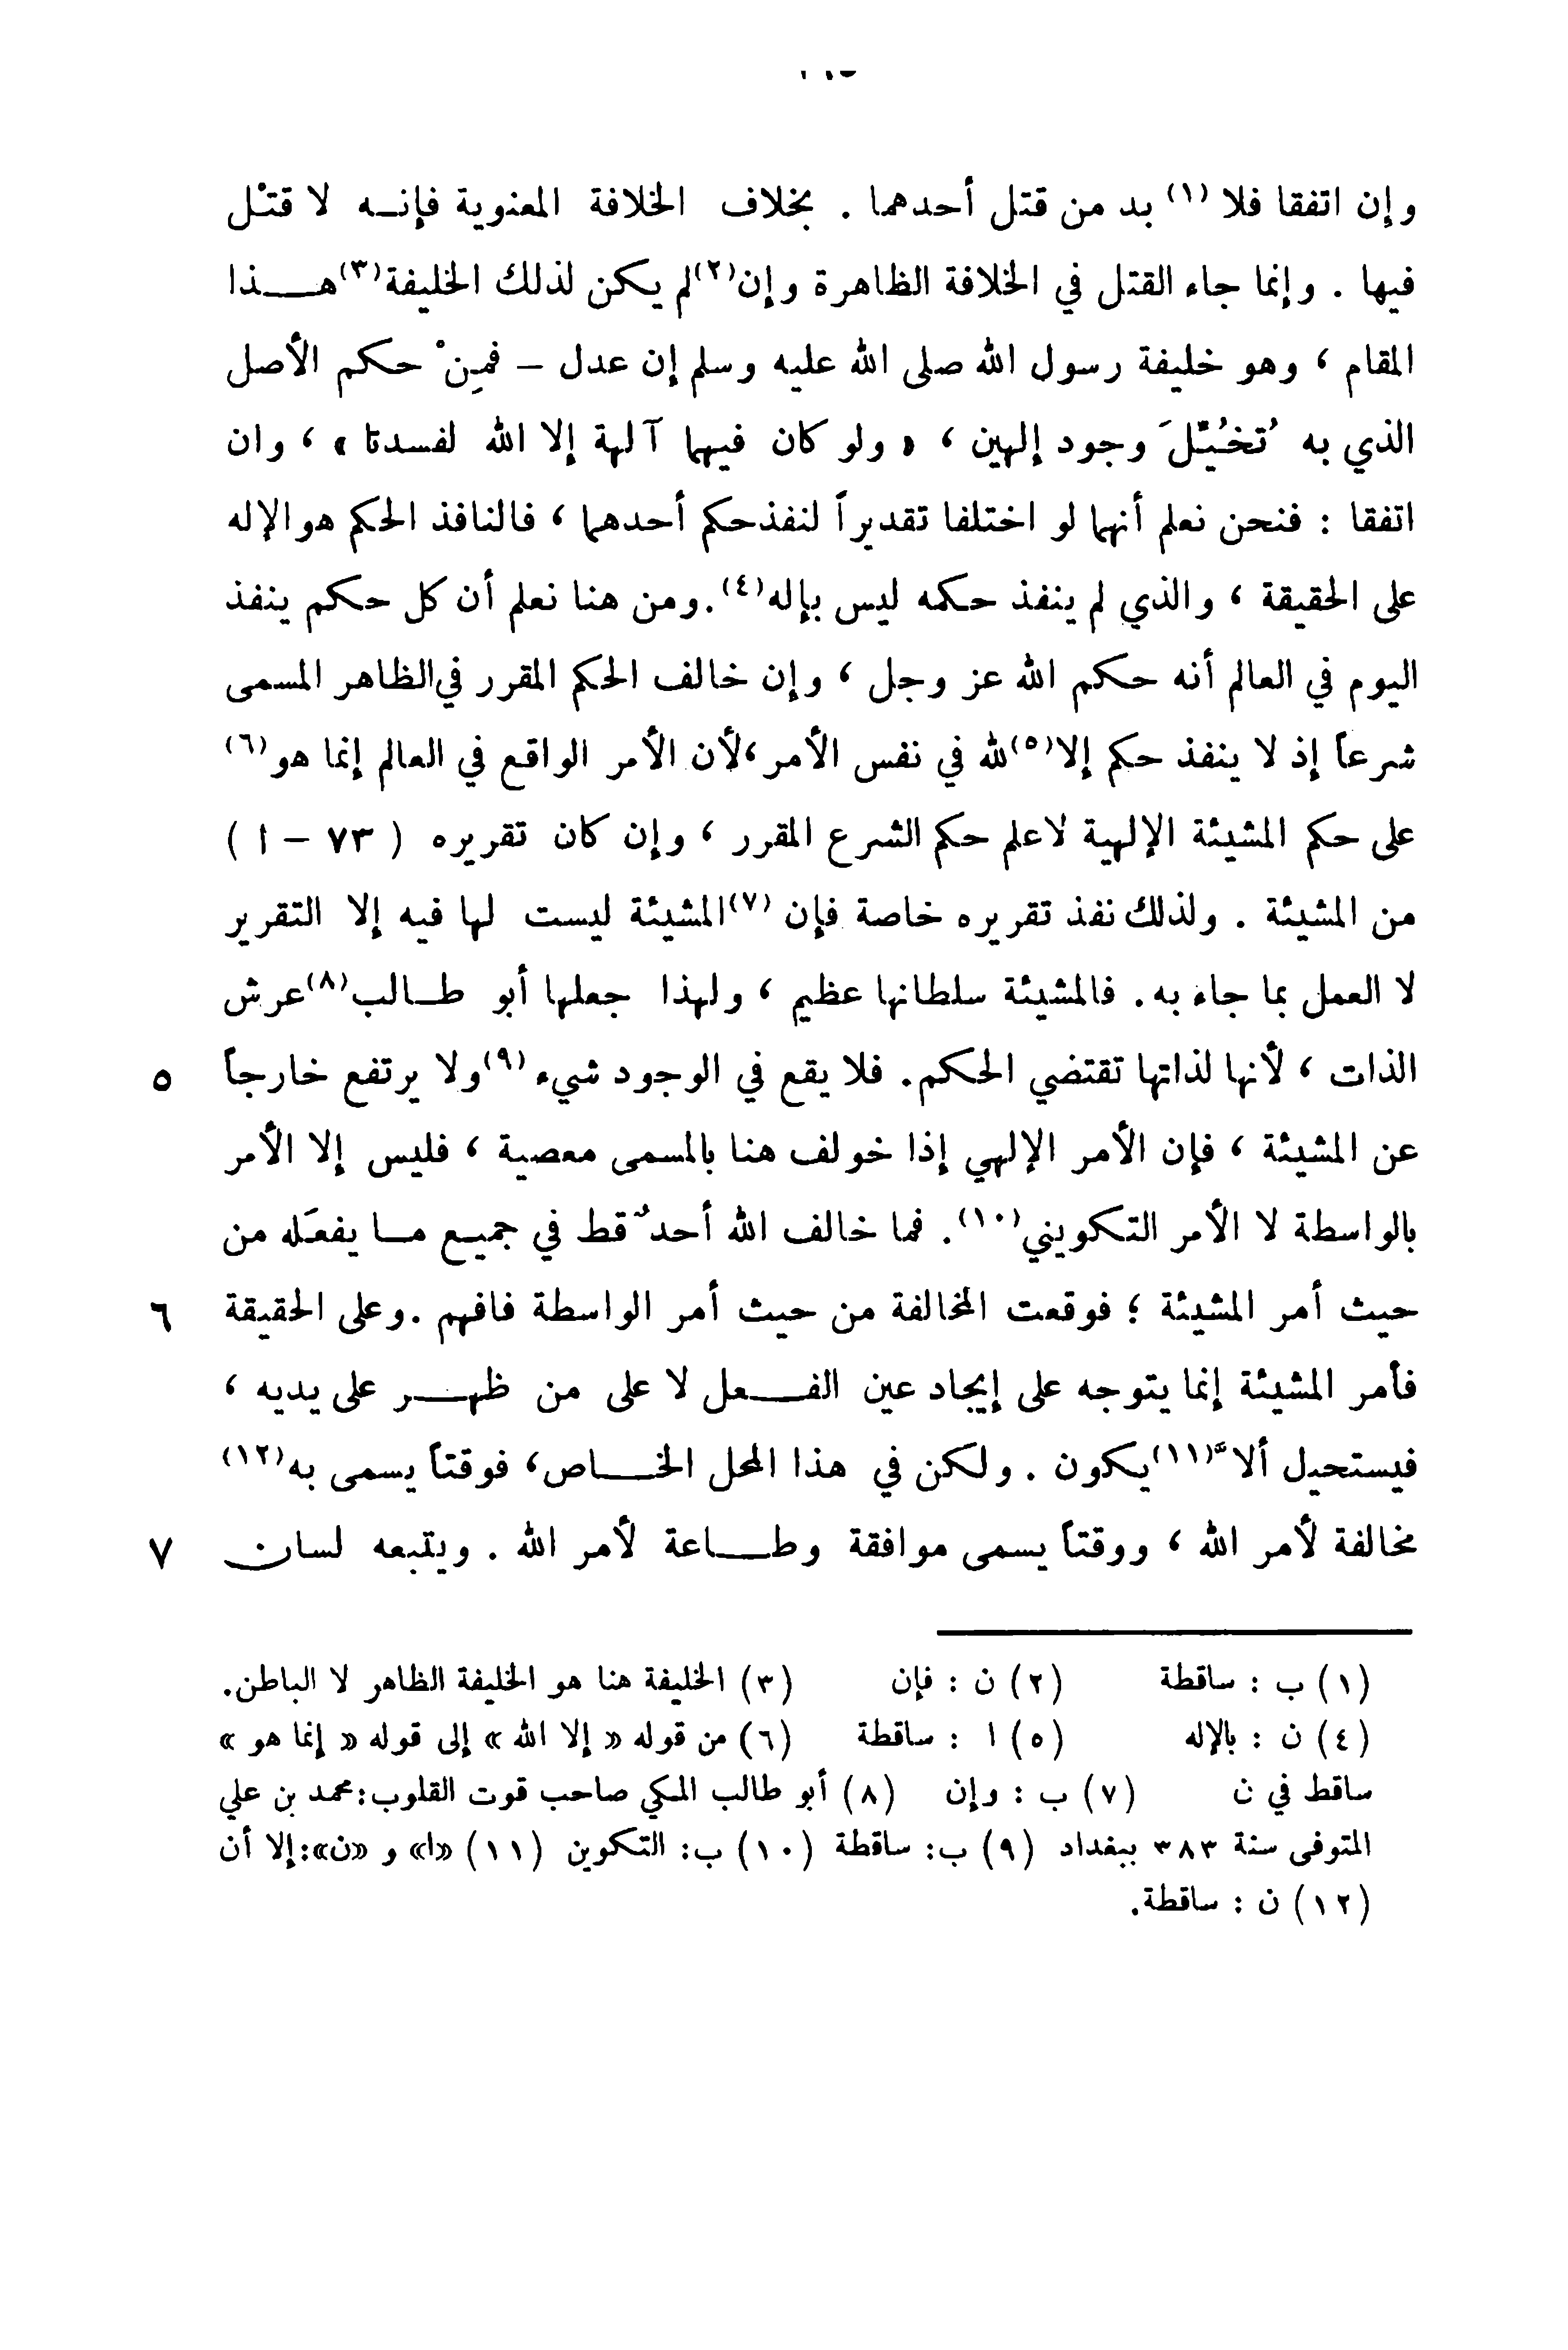 وإن اتفقا فلا (١) بد من قتل أحدهما . بخلاف الخلافة المعنوية فإنه لا قتْل
فيها . وإنما جاء القتل في الخلافة الظاهرة وإن(٢)لم يكن لذلك الخليفة(٣)هذا
المقام ، وهو خليفة رسول الله صلى الله عليه وسلم إن عدل – فمِنْ حكم الأصل
الذي به تُخُيِّلَ وجود إلهين ، « ولو كان فيهما آلهة إلا الله لفسدتا » ، وان
اتفقا : فنحن نعلم أنهما لو اختلفا تقديراً لنفذ حكم أحدهما ، فالنافذ الحكم هو الإله
على الحقيقة ، والذي لم ينفذ حكمه ليس بإله(٤). ومن هنا نعلم أن كل حكم ينفذ
اليوم في العالم أنه حكم الله عز وجل ، وإن خالف الحكم المقرر في الظاهر المسمى
شرعاً إذ لا ينفذ حكم إلا(٥)لله في نفس الأمر ، لأن الأمر الواقع في العالم إنما هو(٦)
على حكم المشيئة الإلهية لاعلم حكم الشرع المقرر ، وإن كان تقريره ( ٧٣ – ا )
من المشيئة . ولذلك نفذ تقريره خاصة فإن (٧)المشيئة ليست لها فيه إلا التقرير
لا العمل بما جاء به. فالمشيئة سلطانها عظيم ، ولهذا جعلها أبو طالب(٨)عرش
الذات ، لأنها لذاتها تقتضي الحكم. فلا يقع في الوجود شيء(٩)ولا يرتفع خارجاً ٥
عن المشيئة ، فإن الأمر الإلهي إذا خولف هنا بالمسمى معصية ، فليس إلا الأمر
بالواسطة لا الأمر التكويني(١٠). فما خالف الله أحدٌ قط في جميع ما يفعَله من
حيث أمر المشيئة ؛ فوقعت المخالفة من حيث أمر الواسطة فافهم . وعلى الحقيقة ٦
فأمر المشيئة إنما يتوجه على إيجاد عين الفعل لا على من ظهر على يديه ،
فيستحيل ألاَّ(١١)يكون . ولكن في هذا المحل الخاص، فوقتاً يسمى به(١٢)
مخالفة لأمر الله ، ووقتاً يسمى موافقة وطاعة لأمر الله . ويتبعه لسان ٧
(١) ب : ساقطة (٢) ن : فإن (٣) الخليفة هنا هو الخليفة الظاهر لا الباطن.
(٤) ن : بالإله (٥) ا : ساقطة (٦) من قوله « إلا الله » إلى قوله « إنما هو »
ساقط في ن (٧) ب : وإن (٨) أبو طالب المكي صاحب قوت القلوب: محمد بن علي
المتوفى سنة ٣٨٣ ببغداد (٩) ب: ساقطة (١٠) ب: التكوين (١١) «ا» و «ن»: إلا أن
(١٢) ن : ساقطة.